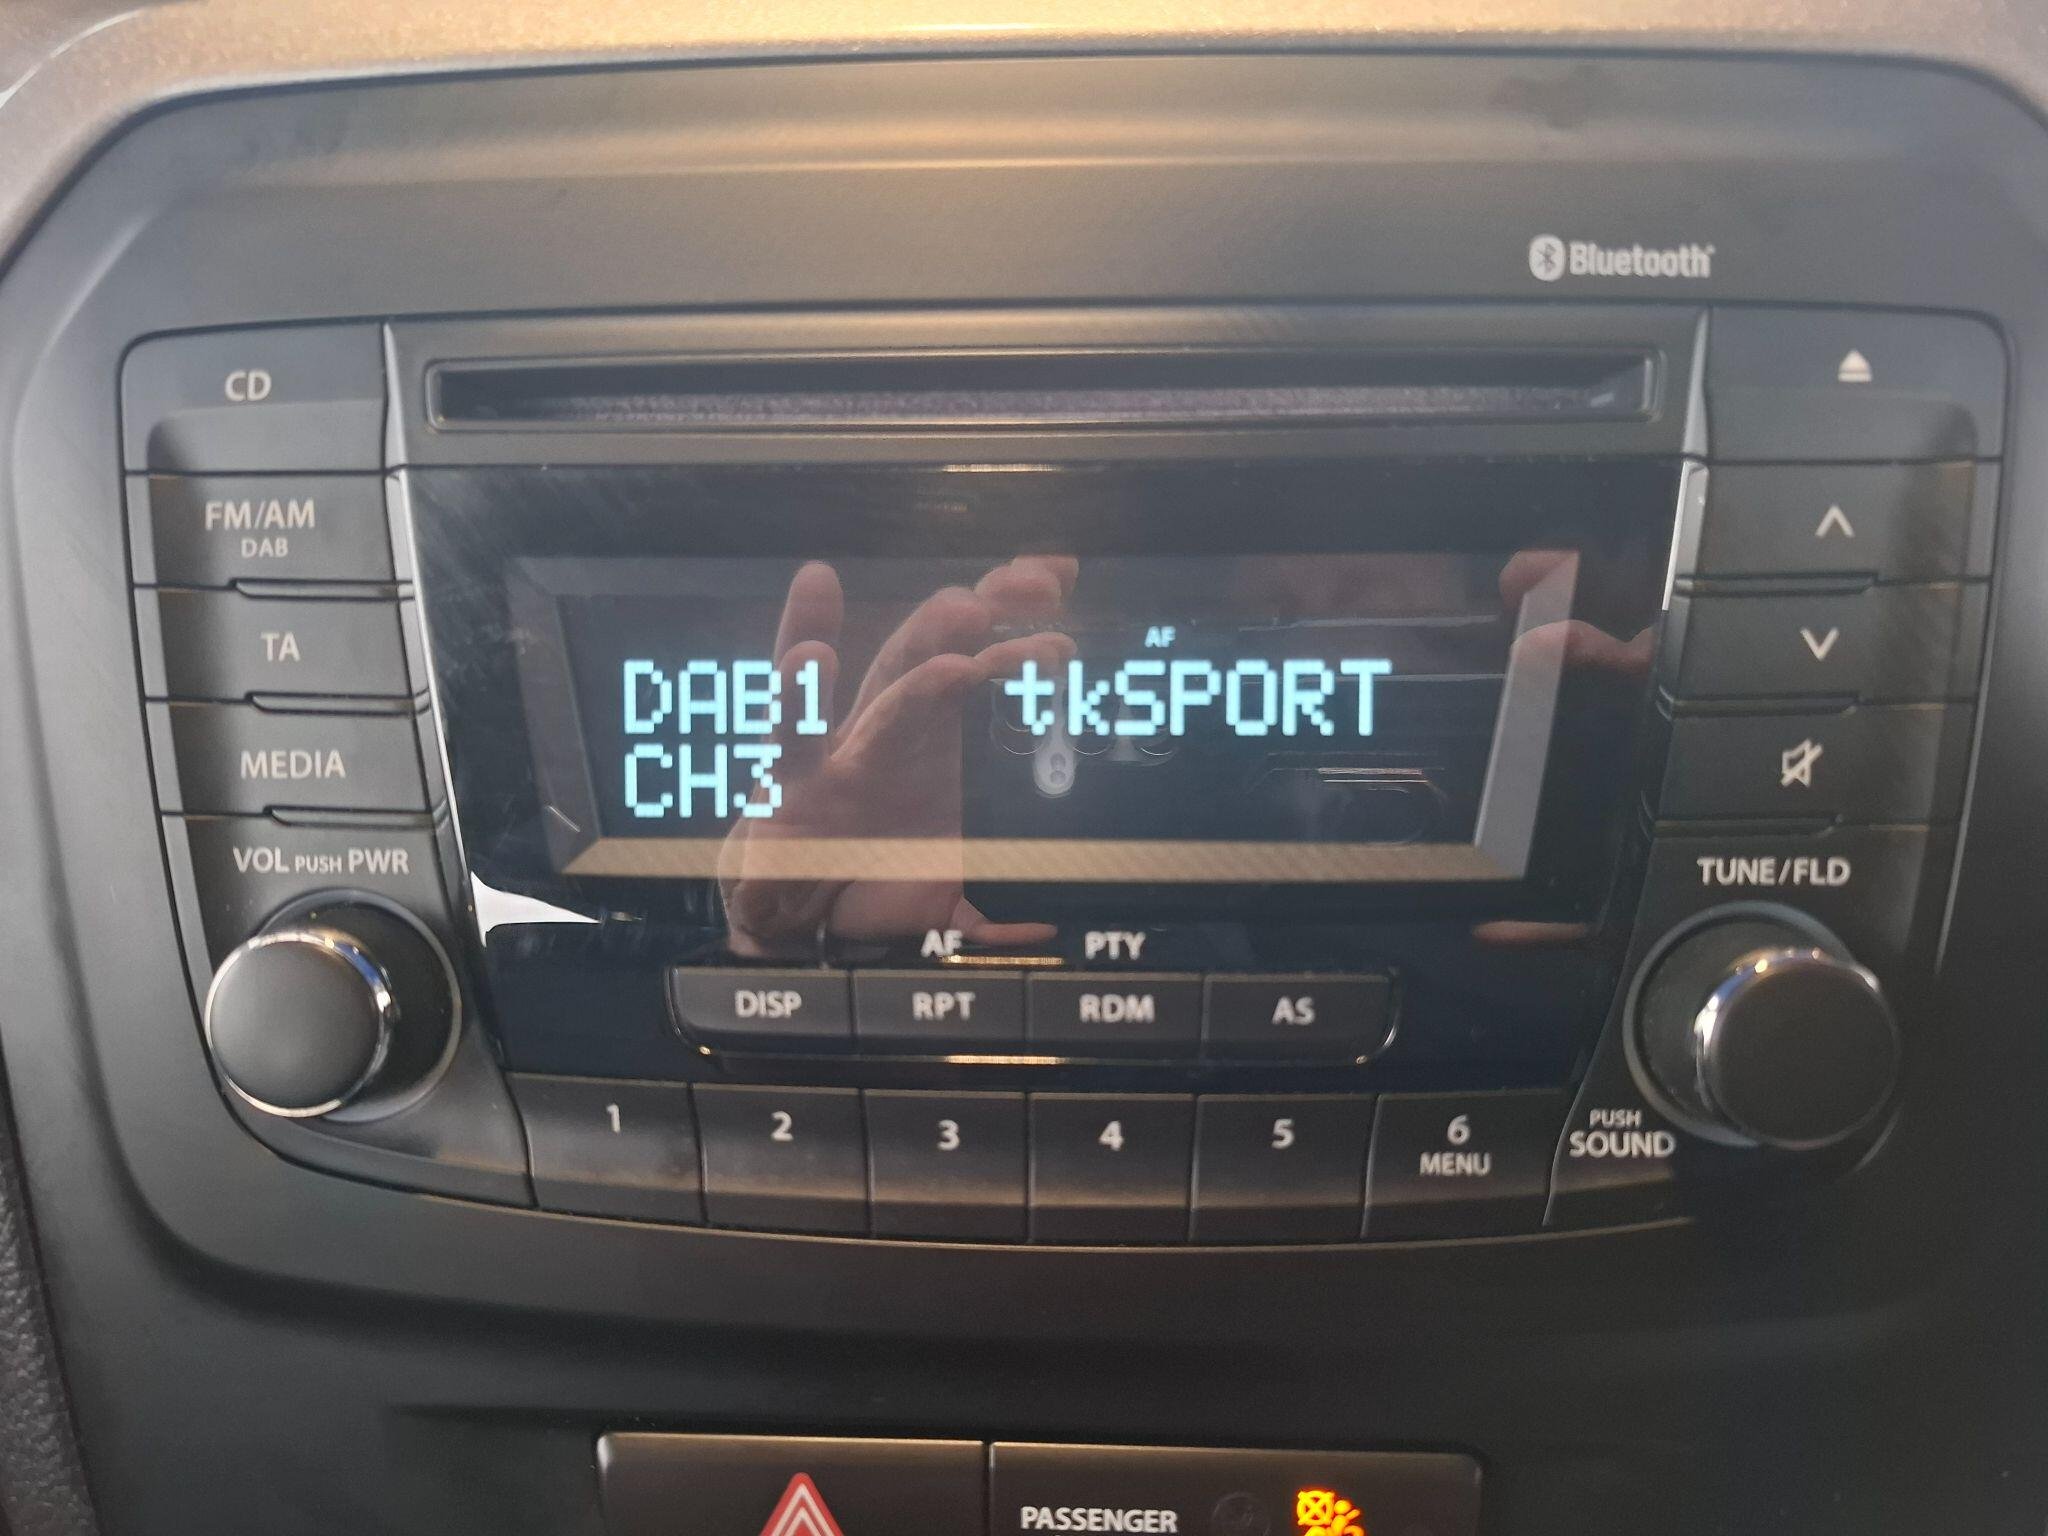 Bluetooth
CD
FM/AM
DAB
TA
MEDIA
VOL PUSH PWR
AF
DAB1 tkSPORT
CH3
TUNE/FLD
AF PTY
DISP RPT RDM AS
1 2 3 4 5 6
MENU
PUSH
SOUND
PASSENGER